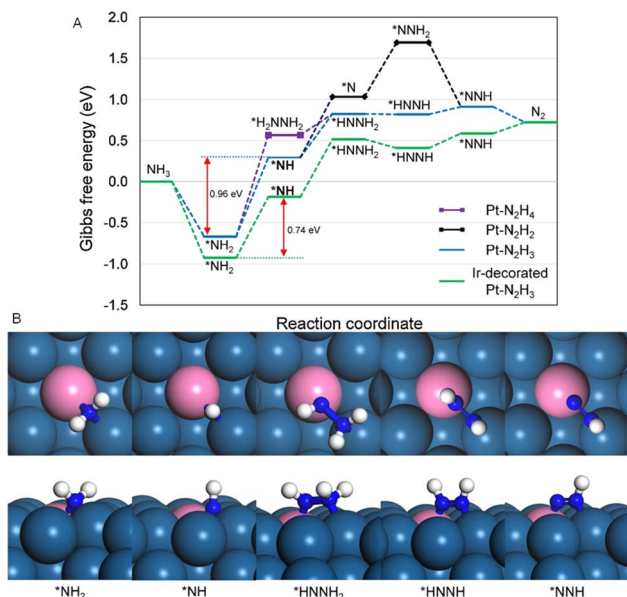 A
2.0
1.5
1.0
0.5
0.0
-0.5
-1.0
-1.5
Gibbs free energy (eV)
NH₃
*NH₂
*NH₂
0.96 eV
0.74 eV
*H₂NNH₂
*NH
*NH
*N
*HNNH₂
*HNNH₂
*NNH₂
*HNNH
*HNNH
*NNH
*NNH
N₂
Pt-N₂H₄
Pt-N₂H₂
Pt-N₂H₃
Ir-decorated
Pt-N₂H₃
Reaction coordinate
B
*NH₂ *NH *HNNH₂ *HNNH *NNH